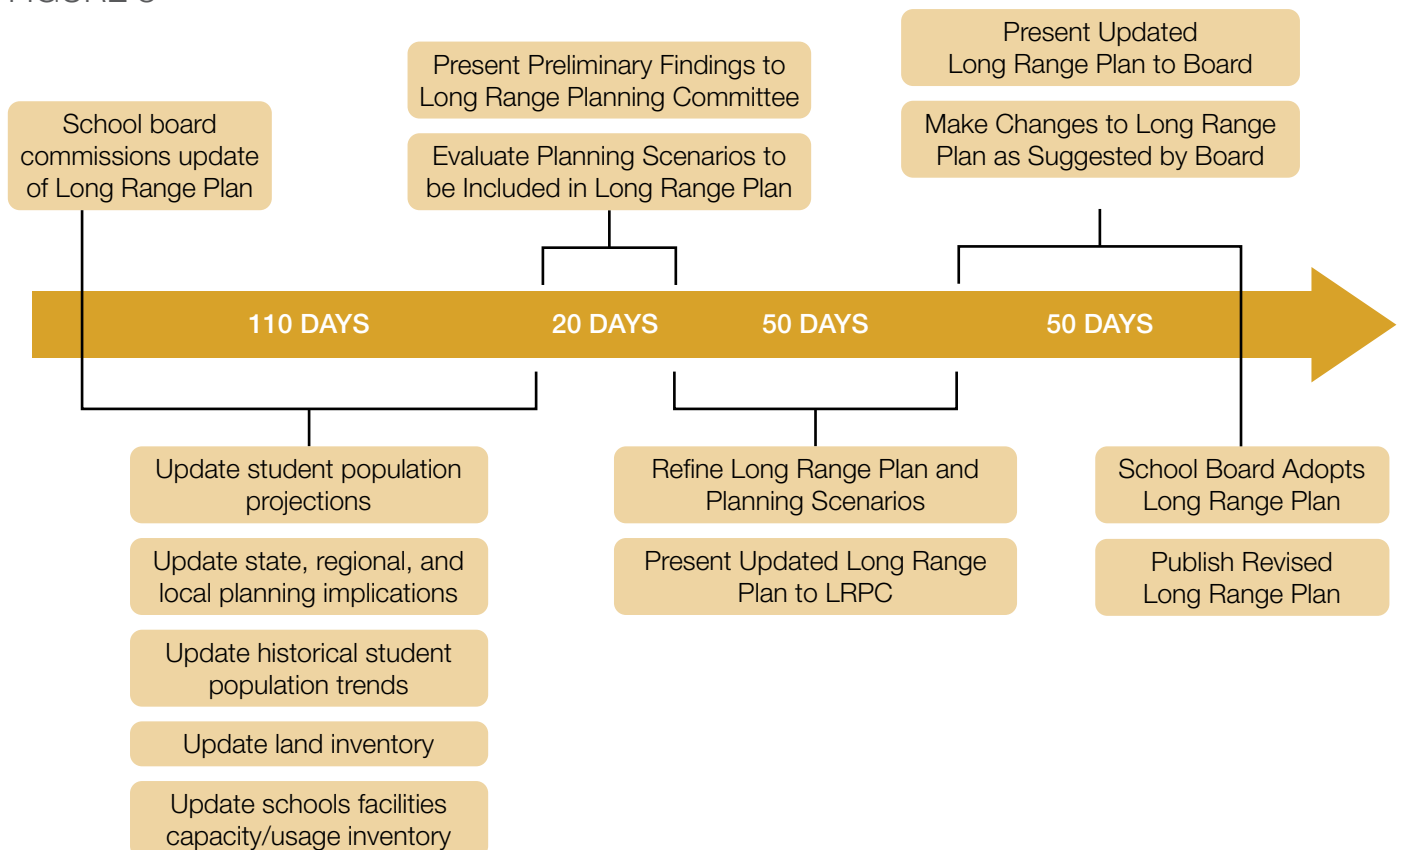 School board
commissions update
of Long Range Plan
Present Preliminary Findings to
Long Range Planning Committee
Evaluate Planning Scenarios to
be Included in Long Range Plan
Present Updated
Long Range Plan to Board
Make Changes to Long Range
Plan as Suggested by Board
110 DAYS
20 DAYS
50 DAYS
50 DAYS
Update student population
projections
Update state, regional, and
local planning implications
Update historical student
population trends
Update land inventory
Update schools facilities
capacity/usage inventory
Refine Long Range Plan and
Planning Scenarios
Present Updated Long Range
Plan to LRPC
School Board Adopts
Long Range Plan
Publish Revised
Long Range Plan